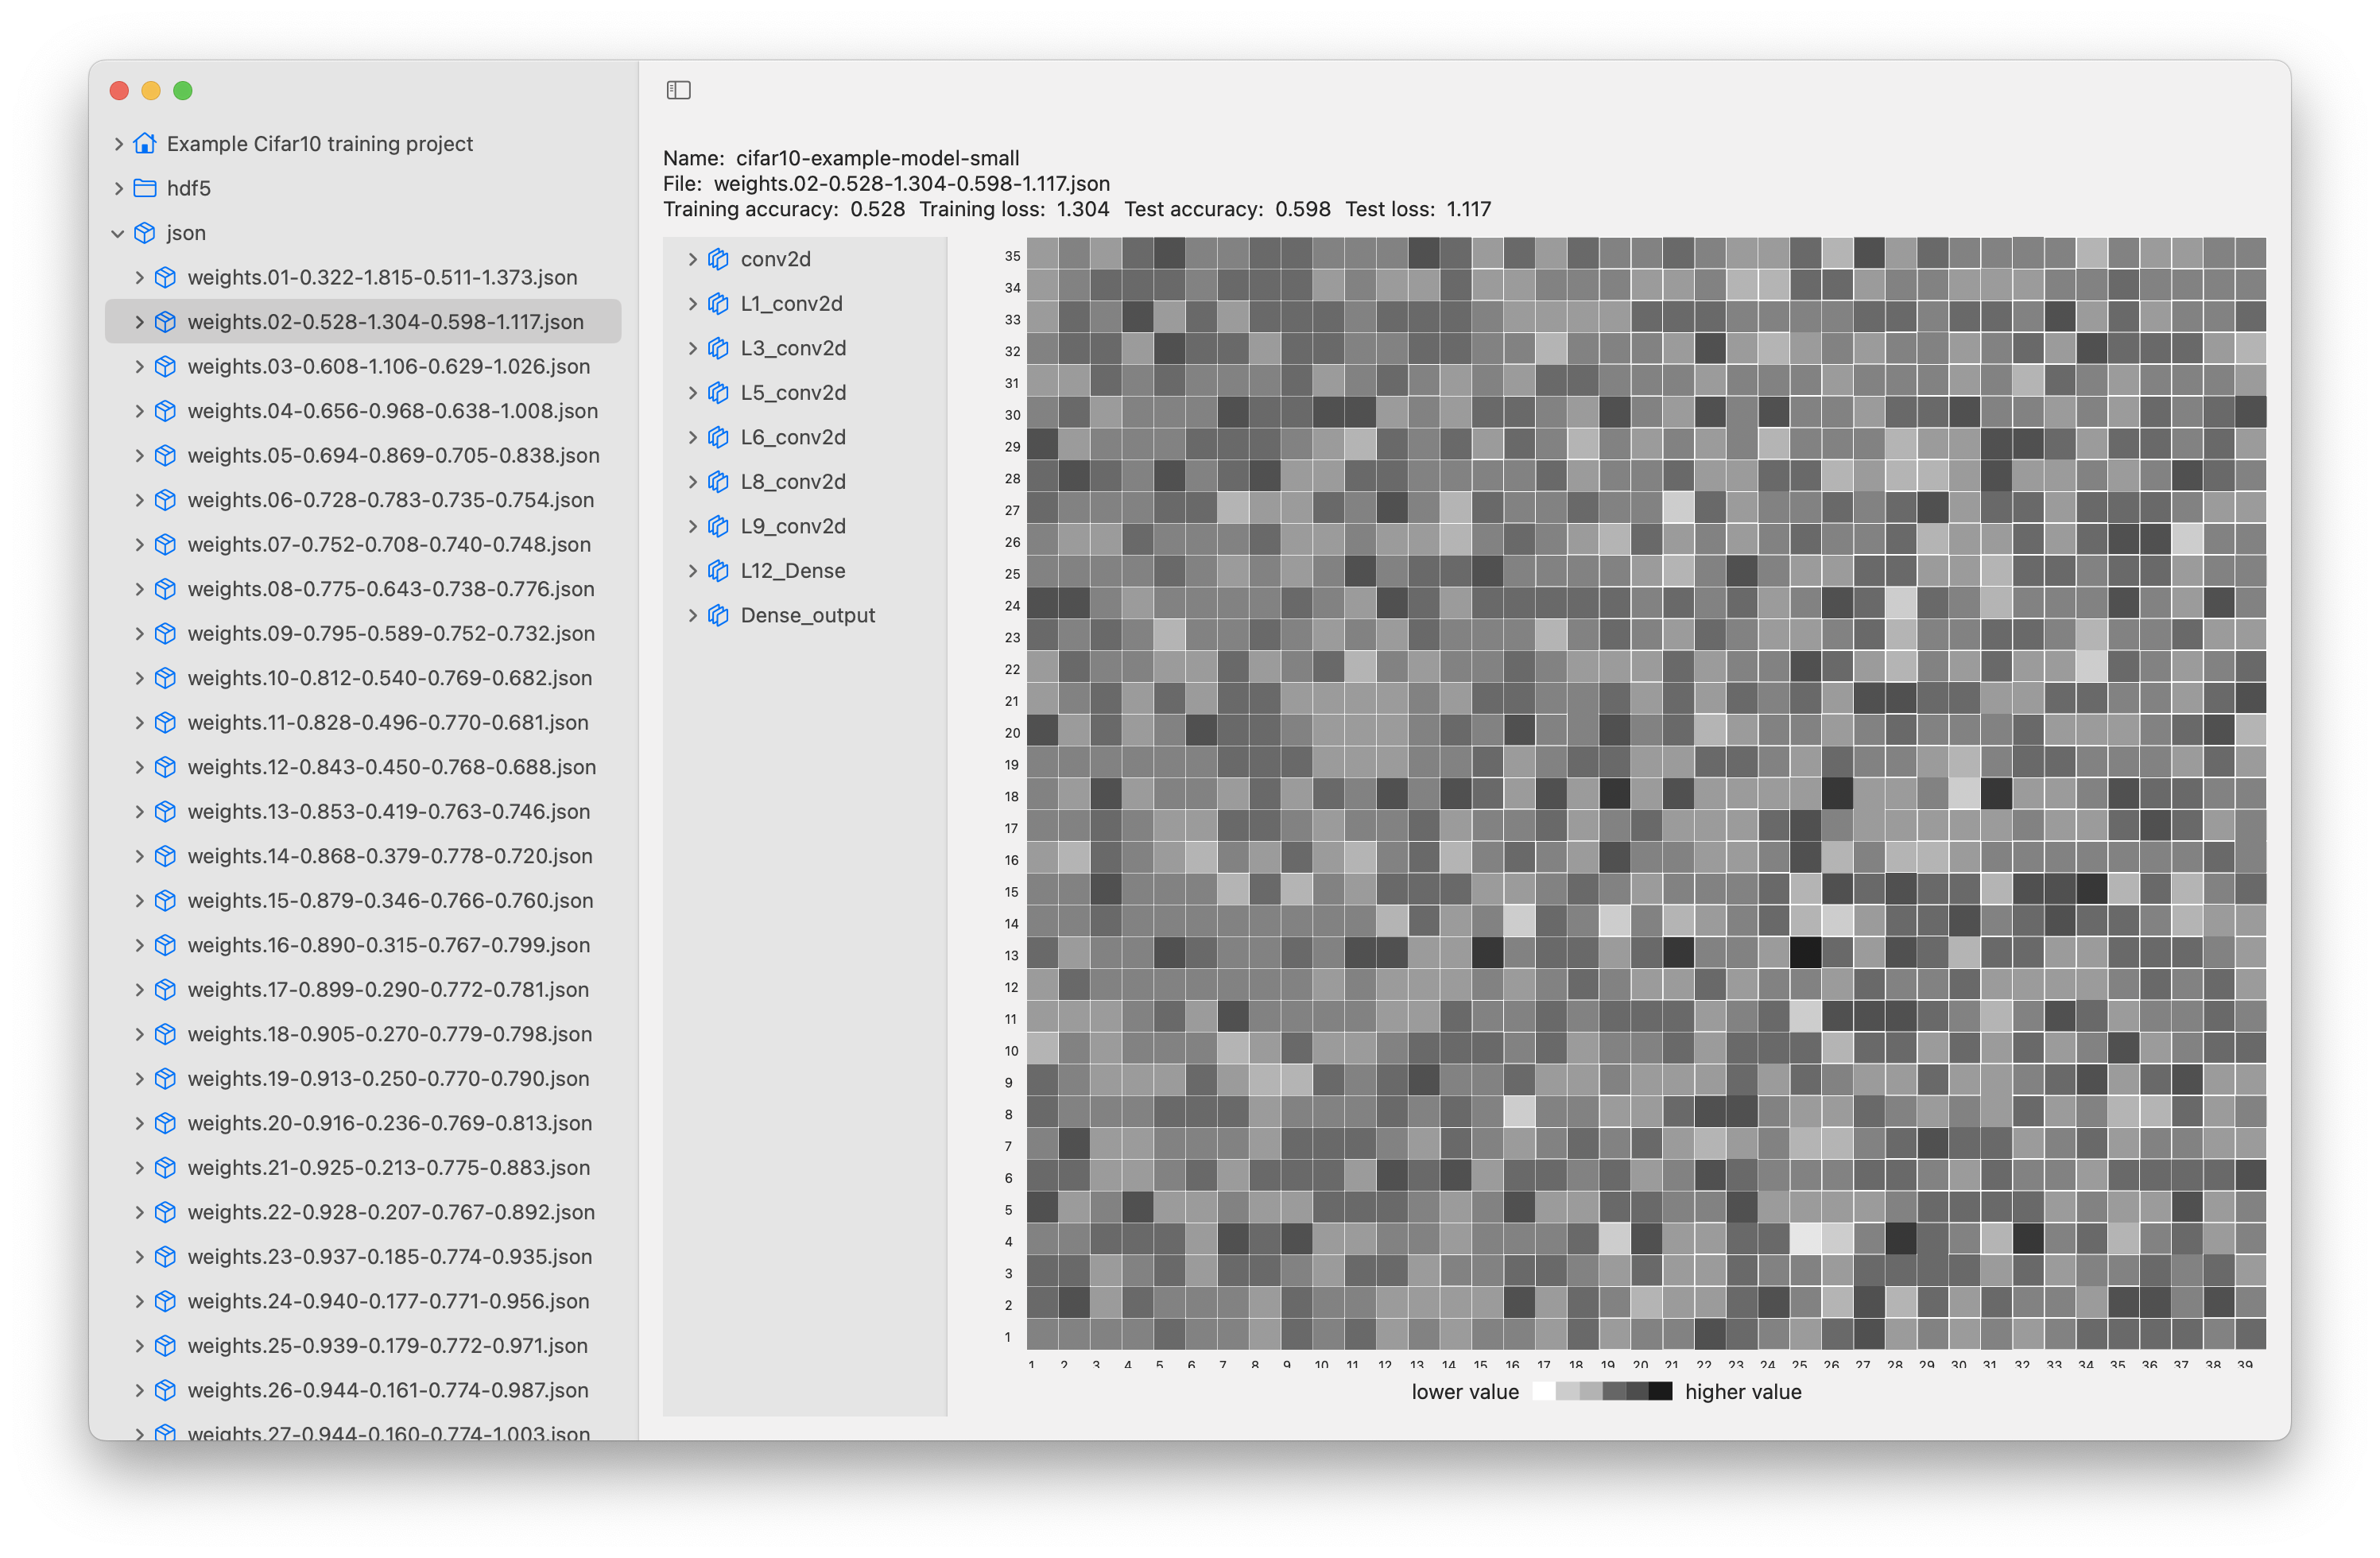 Example Cifar10 training project
hdf5
json
weights.01-0.322-1.815-0.511-1.373.json
weights.02-0.528-1.304-0.598-1.117.json
weights.03-0.608-1.106-0.629-1.026.json
weights.04-0.656-0.968-0.638-1.008.json
weights.05-0.694-0.869-0.705-0.838.json
weights.06-0.728-0.783-0.735-0.754.json
weights.07-0.752-0.708-0.740-0.748.json
weights.08-0.775-0.643-0.738-0.776.json
weights.09-0.795-0.589-0.752-0.732.json
weights.10-0.812-0.540-0.769-0.682.json
weights.11-0.828-0.496-0.770-0.681.json
weights.12-0.843-0.450-0.768-0.688.json
weights.13-0.853-0.419-0.763-0.746.json
weights.14-0.868-0.379-0.778-0.720.json
weights.15-0.879-0.346-0.766-0.760.json
weights.16-0.890-0.315-0.767-0.799.json
weights.17-0.899-0.290-0.772-0.781.json
weights.18-0.905-0.270-0.779-0.798.json
weights.19-0.913-0.250-0.770-0.790.json
weights.20-0.916-0.236-0.769-0.813.json
weights.21-0.925-0.213-0.775-0.883.json
weights.22-0.928-0.207-0.767-0.892.json
weights.23-0.937-0.185-0.774-0.935.json
weights.24-0.940-0.177-0.771-0.956.json
weights.25-0.939-0.179-0.772-0.971.json
weights.26-0.944-0.161-0.774-0.987.json
weights.27-0.944-0.160-0.774-1.003.json
Name: cifar10-example-model-small
File: weights.02-0.528-1.304-0.598-1.117.json
Training accuracy: 0.528 Training loss: 1.304 Test accuracy: 0.598 Test loss: 1.117
conv2d
L1_conv2d
L3_conv2d
L5_conv2d
L6_conv2d
L8_conv2d
L9_conv2d
L12_Dense
Dense_output
35
34
33
32
31
30
29
28
27
26
25
24
23
22
21
20
19
18
17
16
15
14
13
12
11
10
9
8
7
6
5
4
3
2
1
1 2 3 4 5 6 7 8 9 10 11 12 13 14 15 16 17 18 19 20 21 22 23 24 25 26 27 28 29 30 31 32 33 34 35 36 37 38 39
lower value higher value